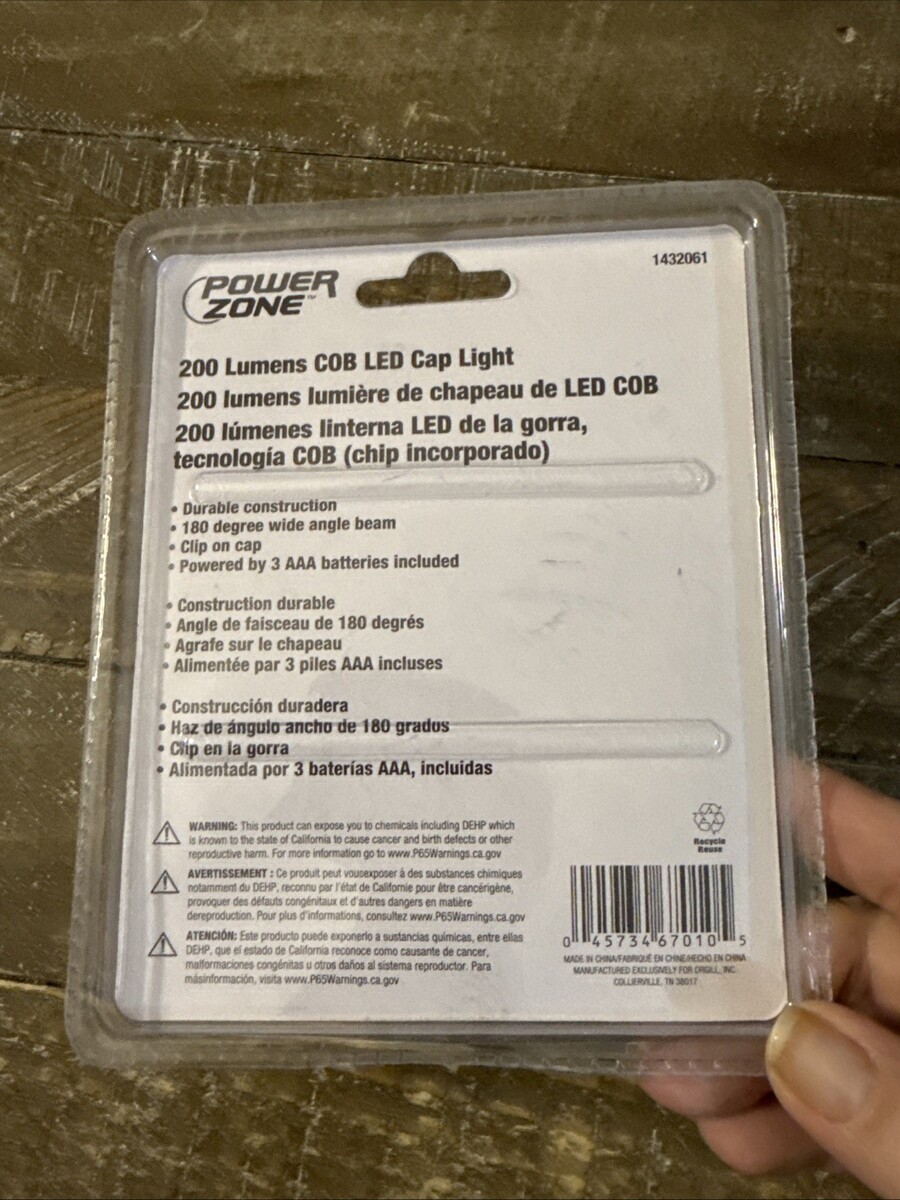 POWER
ZONE™
1432061
200 Lumens COB LED Cap Light
200 lumens lumière de chapeau de LED COB
200 lúmenes linterna LED de la gorra,
tecnología COB (chip incorporado)
• Durable construction
• 180 degree wide angle beam
• Clip on cap
• Powered by 3 AAA batteries included
• Construction durable
• Angle de faisceau de 180 degrés
• Agrafe sur le chapeau
• Alimentée par 3 piles AAA incluses
• Construcción duradera
• Haz de ángulo ancho de 180 grados
• Clip en la gorra
• Alimentada por 3 baterías AAA, incluidas
WARNING: This product can expose you to chemicals including DEHP which
is known to the state of California to cause cancer and birth defects or other
reproductive harm. For more information go to www.P65Warnings.ca.gov
AVERTISSEMENT : Ce produit peut vousexposer à des substances chimiques
notamment du DEHP, reconnu par l'état de Californie pour être cancérigène,
provoquer des défauts congénitaux et d'autres dangers en matière
dereproduction. Pour plus d'informations, consultez www.P65Warnings.ca.gov
ATENCIÓN: Este producto puede exponerlo a sustancias químicas, entre ellas
DEHP, que el estado de California reconoce como causante de cancer,
malformaciones congénitas u otros daños al sistema reproductor. Para
másinformación, visita www.P65Warnings.ca.gov
Recycle
Reuse
0 45734 67010 5
MADE IN CHINA/FABRIQUÉ EN CHINE/HECHO EN CHINA
MANUFACTURED EXCLUSIVELY FOR ORGILL, INC.
COLLIERVILLE, TN 38017